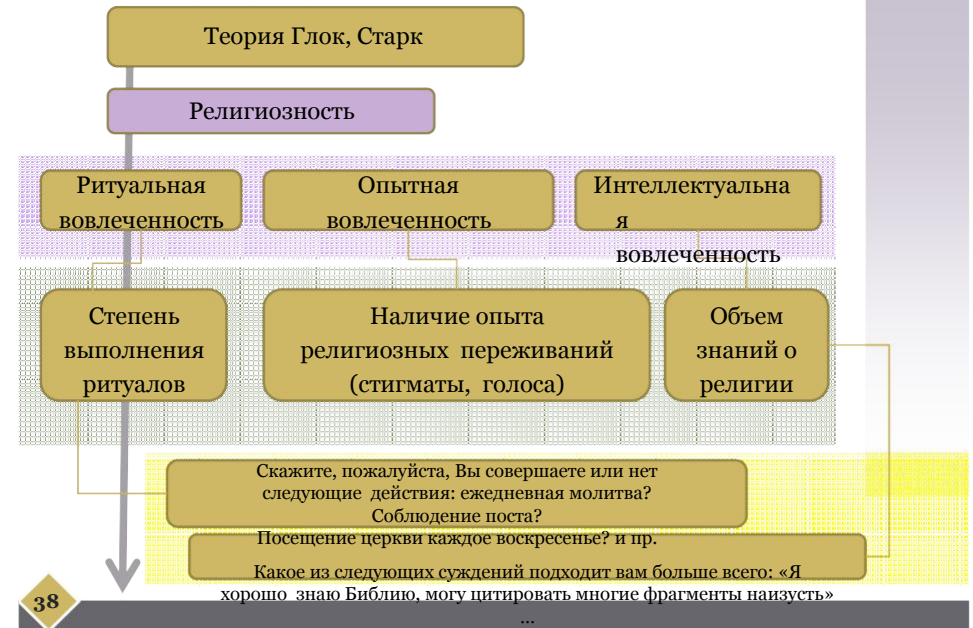 Теория Глок, Старк
Религиозность
Ритуальная
вовлеченность
Опытная
вовлеченность
Интеллектуальна
я
вовлеченность
Степень
выполнения
ритуалов
Наличие опыта
религиозных переживаний
(стигматы, голоса)
Объем
знаний о
религии
Скажите, пожалуйста, Вы совершаете или нет
следующие действия: ежедневная молитва?
Соблюдение поста?
Посещение церкви каждое воскресенье? и пр.
Какое из следующих суждений подходит вам больше всего: «Я
хорошо знаю Библию, могу цитировать многие фрагменты наизусть»
...
38